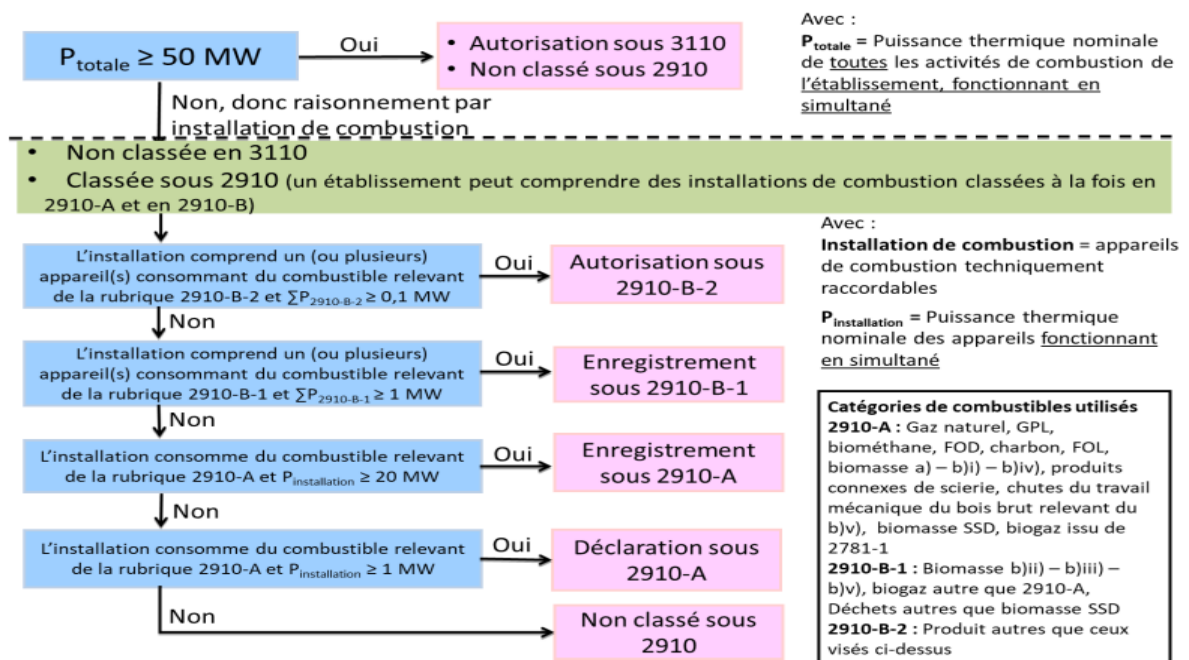 P totale ≥ 50 MW
Oui
• Autorisation sous 3110
• Non classé sous 2910
Avec :
P totale = Puissance thermique nominale
de toutes les activités de combustion de
l'établissement, fonctionnant en
simultané
Non, donc raisonnement par
installation de combustion
• Non classée en 3110
• Classée sous 2910 (un établissement peut comprendre des installations de combustion classées à la fois en
2910-A et en 2910-B)
L'installation comprend un (ou plusieurs)
appareil(s) consommant du combustible relevant
de la rubrique 2910-B-2 et ∑P2910-B-2 ≥ 0,1 MW
Oui
Autorisation sous
2910-B-2
Non
L'installation comprend un (ou plusieurs)
appareil(s) consommant du combustible relevant
de la rubrique 2910-B-1 et ∑P2910-B-1 ≥ 1 MW
Oui
Enregistrement
sous 2910-B-1
Non
L'installation consomme du combustible relevant
de la rubrique 2910-A et Pinstallation ≥ 20 MW
Oui
Enregistrement
sous 2910-A
Non
L'installation consomme du combustible relevant
de la rubrique 2910-A et Pinstallation ≥ 1 MW
Oui
Déclaration sous
2910-A
Non
Non classé sous
2910
Avec :
Installation de combustion = appareils
de combustion techniquement
raccordables
Pinstallation = Puissance thermique
nominale des appareils fonctionnant
en simultané
Catégories de combustibles utilisés
2910-A : Gaz naturel, GPL,
biométhane, FOD, charbon, FOL,
biomasse a) – b)i) – b)iv), produits
connexes de scierie, chutes du travail
mécanique du bois brut relevant du
b)v), biomasse SSD, biogaz issu de
2781-1
2910-B-1 : Biomasse b)ii) – b)iii) –
b)v), biogaz autre que 2910-A,
Déchets autres que biomasse SSD
2910-B-2 : Produit autres que ceux
visés ci-dessus